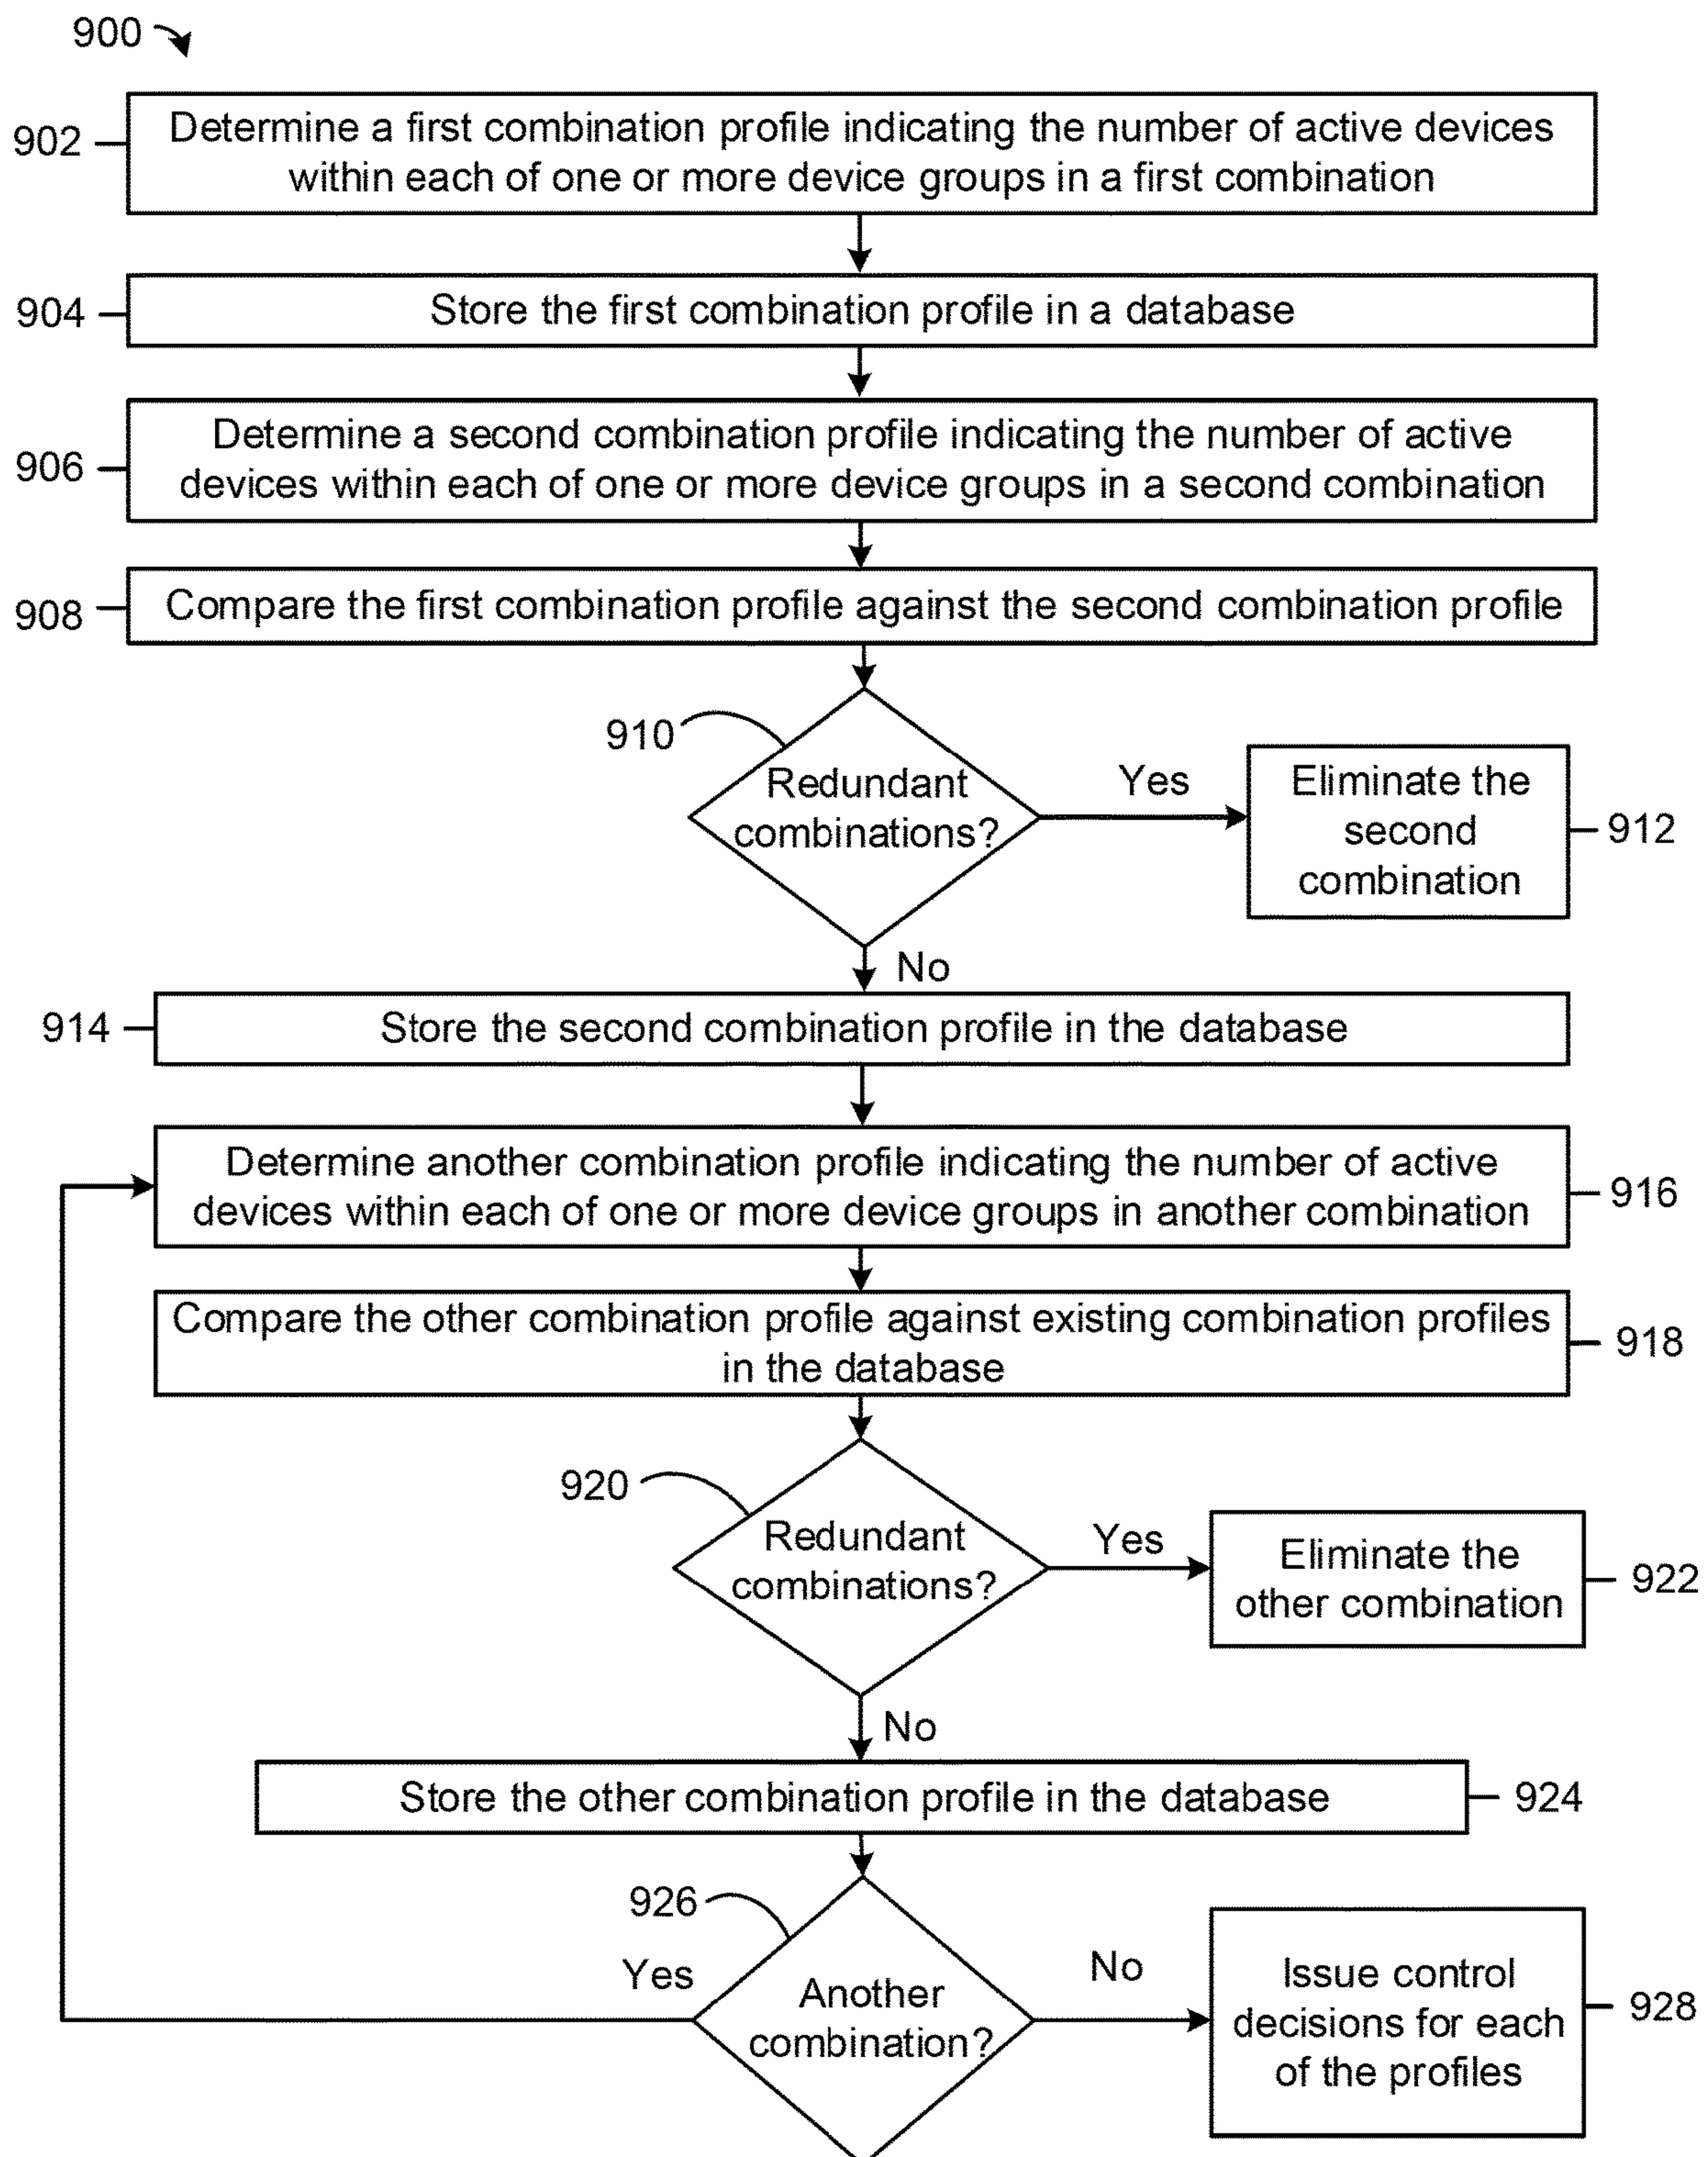 900
902
Determine a first combination profile indicating the number of active devices
within each of one or more device groups in a first combination
904
Store the first combination profile in a database
906
Determine a second combination profile indicating the number of active
devices within each of one or more device groups in a second combination
908
Compare the first combination profile against the second combination profile
910
Redundant
combinations?
Yes
Eliminate the
second
combination
912
No
914
Store the second combination profile in the database
Determine another combination profile indicating the number of active
devices within each of one or more device groups in another combination
916
Compare the other combination profile against existing combination profiles
in the database
918
920
Redundant
combinations?
Yes
Eliminate the
other combination
922
No
Store the other combination profile in the database
924
926
Yes
Another
combination?
No
Issue control
decisions for each
of the profiles
928